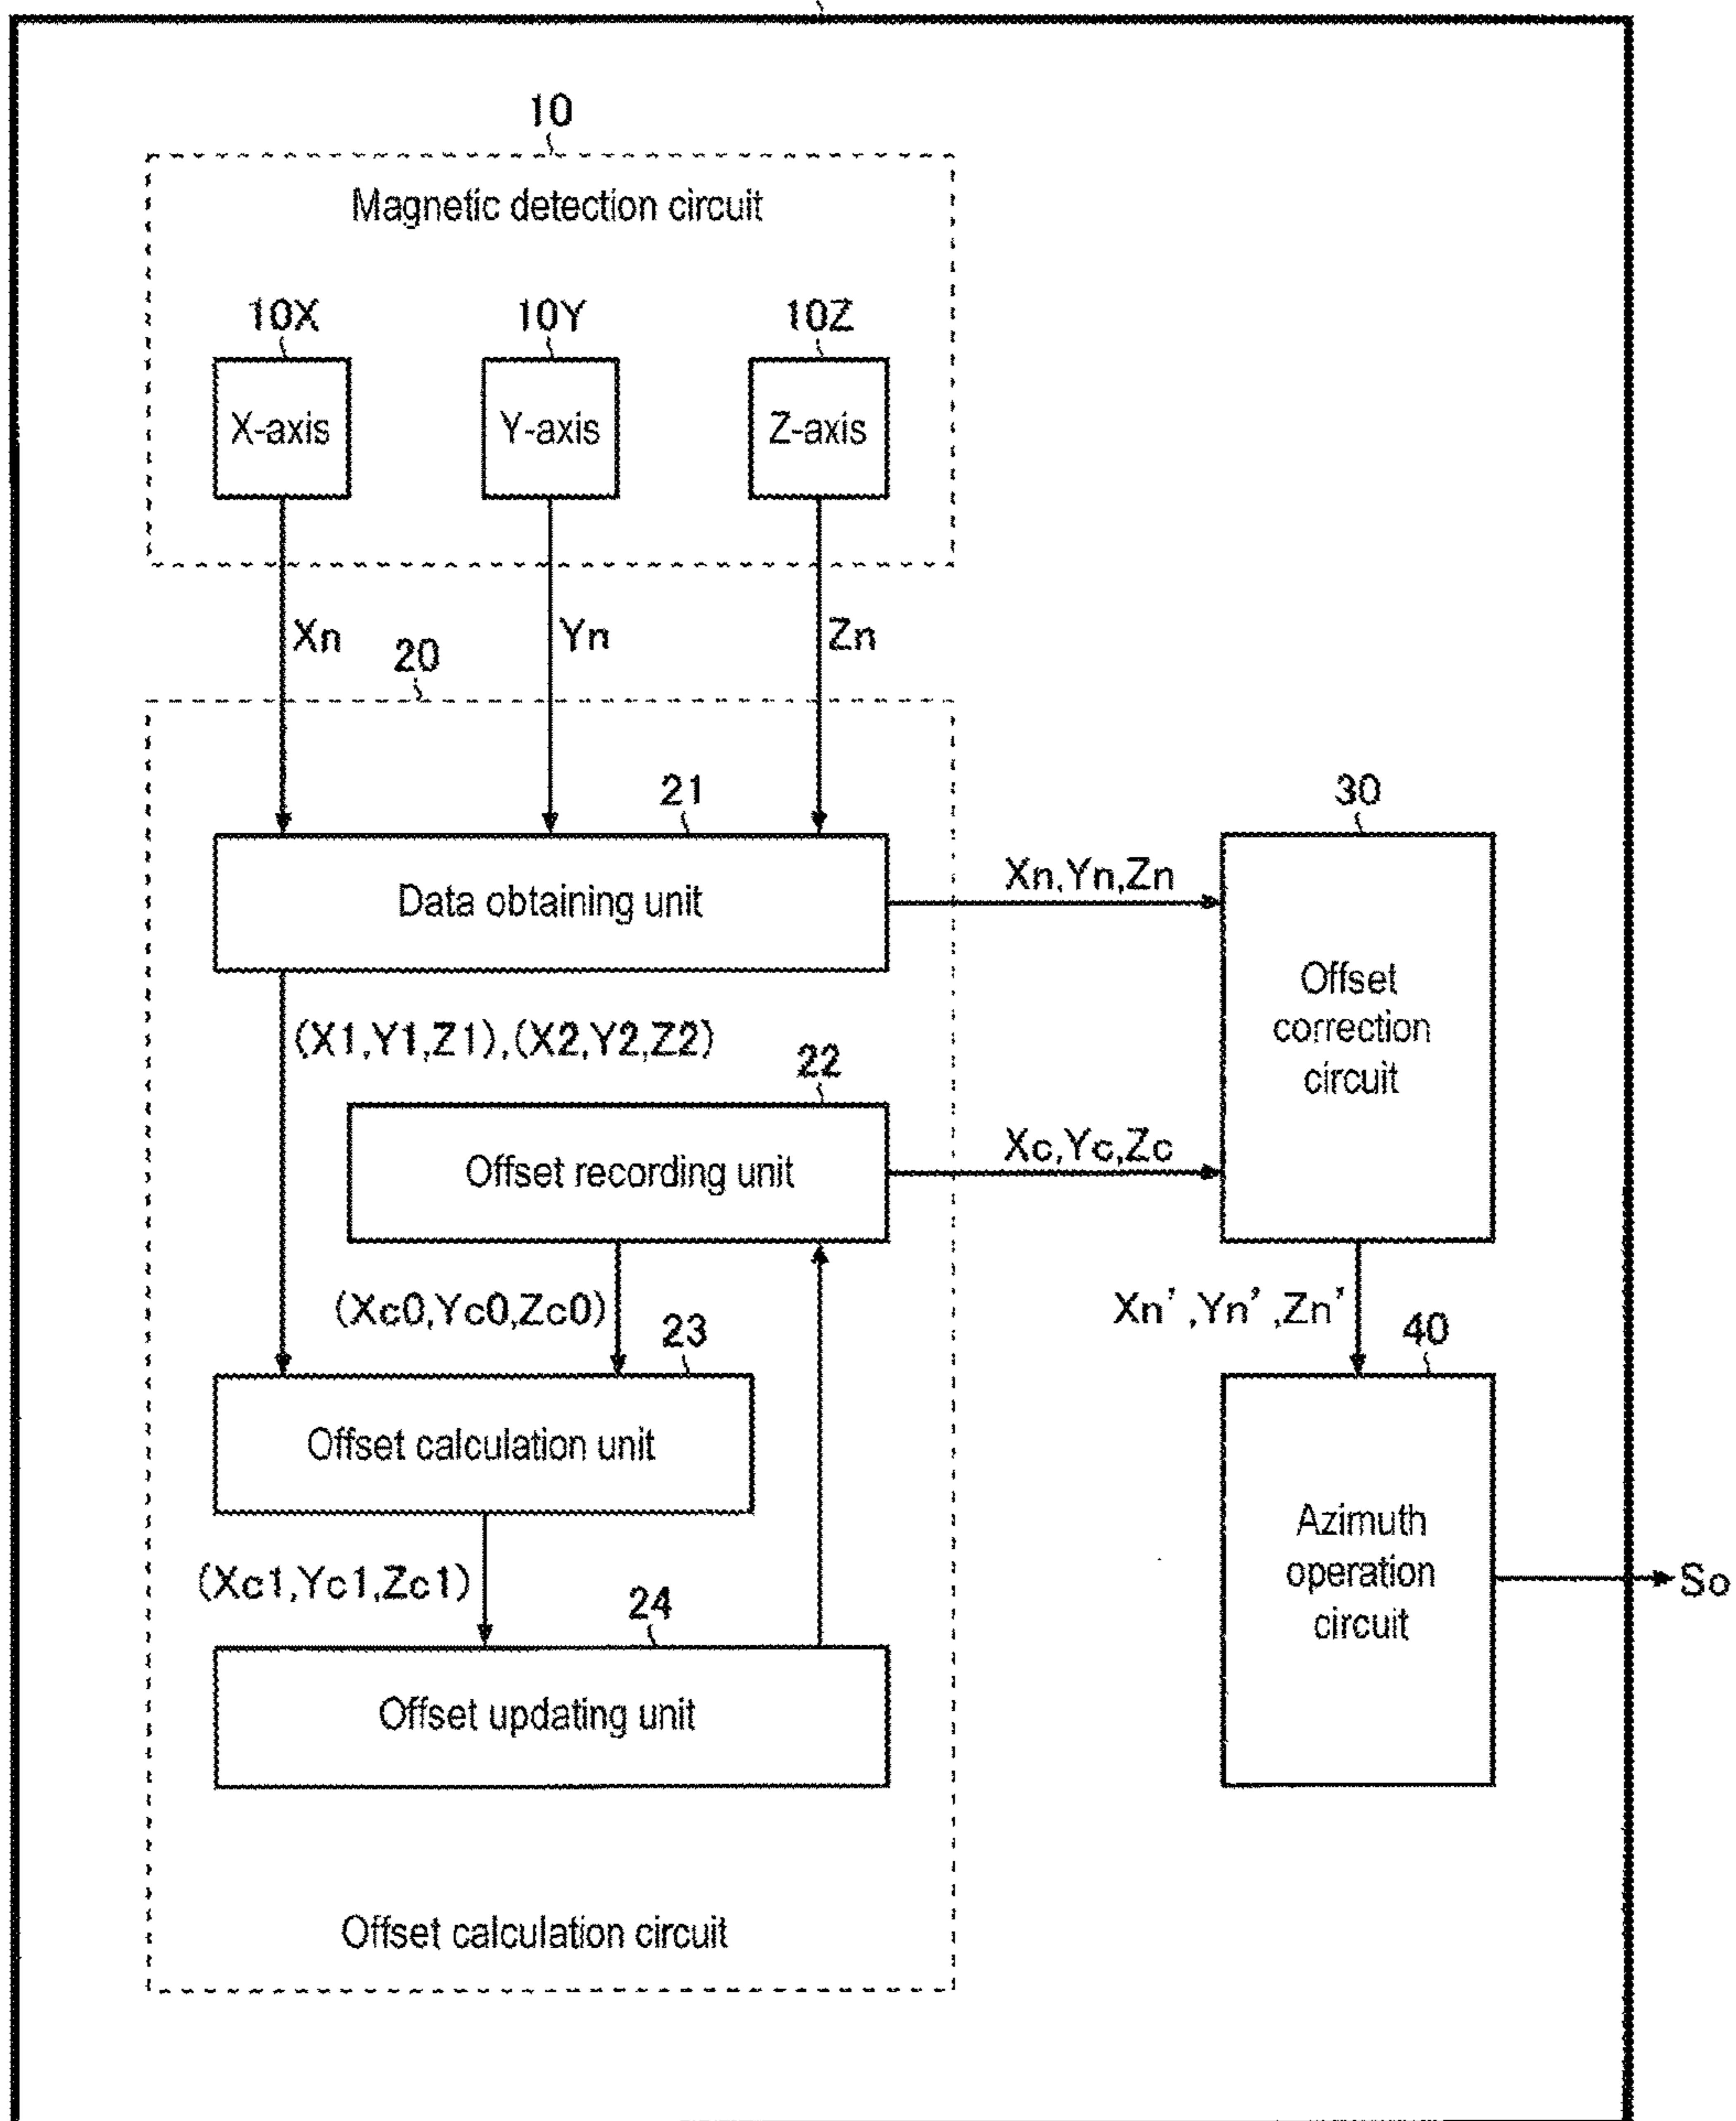 10
Magnetic detection circuit
10X
10Y
10Z
X-axis
Y-axis
Z-axis
Xn
Yn
Zn
20
21
30
Data obtaining unit
Xn,Yn,Zn
Offset
correction
circuit
(X1,Y1,Z1),(X2,Y2,Z2)
22
Offset recording unit
Xc,Yc,Zc
(Xc0,Yc0,Zc0)
23
Xn’,Yn’,Zn’
40
Offset calculation unit
Azimuth
operation
circuit
(Xc1,Yc1,Zc1)
So
24
Offset updating unit
Offset calculation circuit